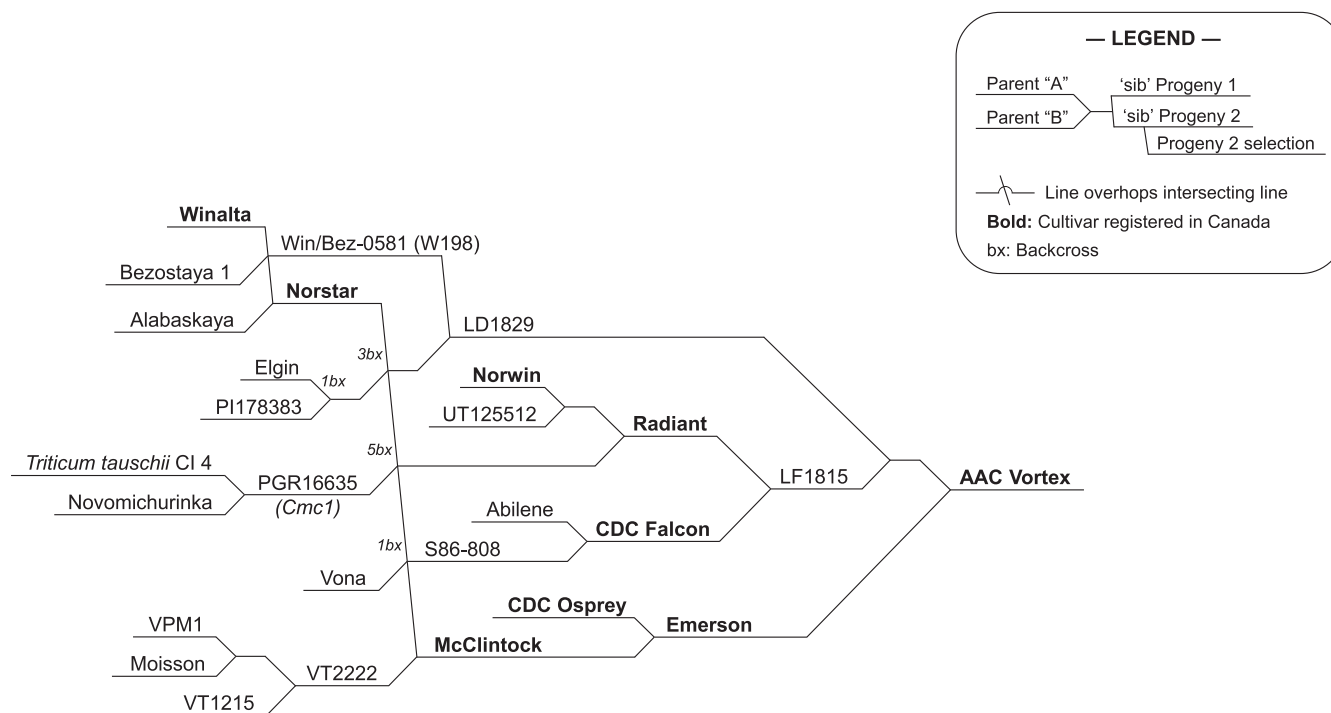 — LEGEND —
Parent “A”
‘sib’ Progeny 1
Parent “B”
‘sib’ Progeny 2
Progeny 2 selection
Line overhops intersecting line
Bold: Cultivar registered in Canada
bx: Backcross
Winalta
Win/Bez-0581 (W198)
Bezostaya 1
Norstar
Alabaskaya
LD1829
3bx
Elgin
1bx
PI178383
Norwin
UT125512
Radiant
5bx
Triticum tauschii CI 4
PGR16635
(Cmc1)
Novomichurinka
LF1815
AAC Vortex
Abilene
CDC Falcon
1bx
S86-808
Vona
CDC Osprey
Emerson
VPM1
McClintock
Moisson
VT2222
VT1215